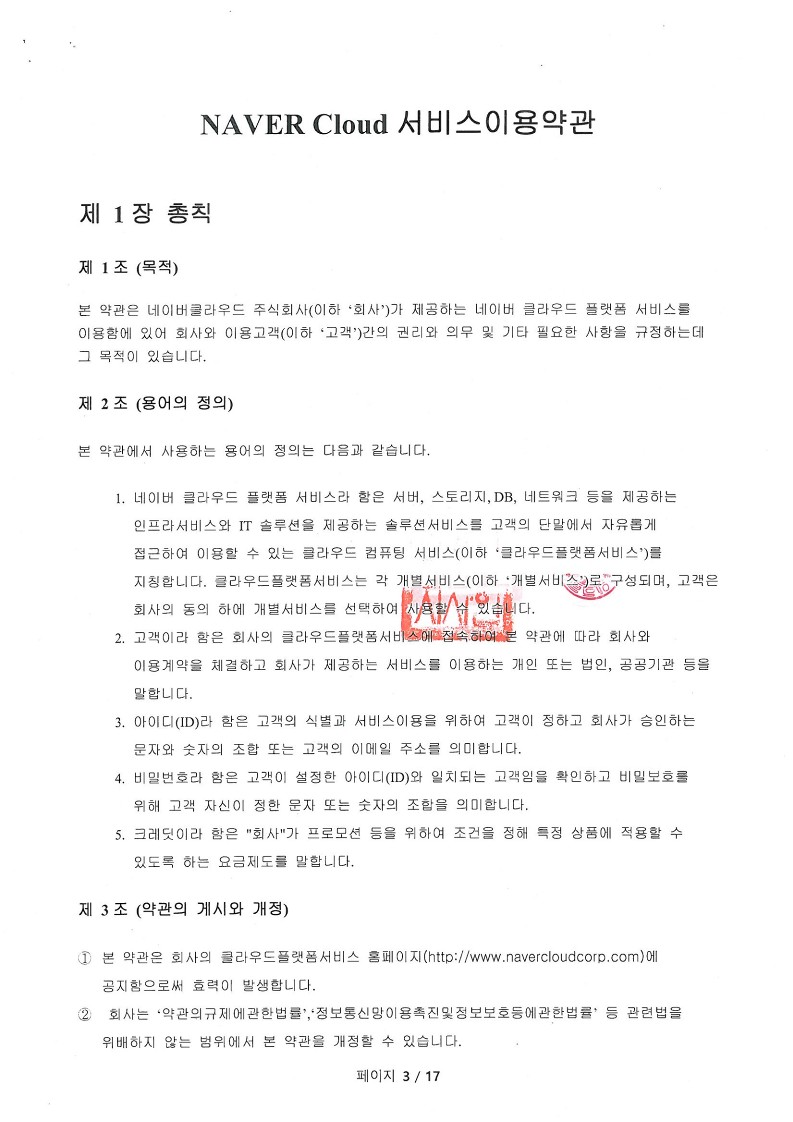 NAVER Cloud 서비스이용약관
제 1 장 총칙
제 1 조 (목적)
본 약관은 네이버클라우드 주식회사(이하 ‘회사’)가 제공하는 네이버 클라우드 플랫폼 서비스를
이용함에 있어 회사와 이용고객(이하 ‘고객’)간의 권리와 의무 및 기타 필요한 사항을 규정하는데
그 목적이 있습니다.
제 2 조 (용어의 정의)
본 약관에서 사용하는 용어의 정의는 다음과 같습니다.
1. 네이버 클라우드 플랫폼 서비스라 함은 서버, 스토리지, DB, 네트워크 등을 제공하는
인프라서비스와 IT 솔루션을 제공하는 솔루션서비스를 고객의 단말에서 자유롭게
접근하여 이용할 수 있는 클라우드 컴퓨팅 서비스(이하 ‘클라우드플랫폼서비스’)를
지칭합니다. 클라우드플랫폼서비스는 각 개별서비스(이하 ‘개별서비스’)로 구성되며, 고객은
회사의 동의 하에 개별서비스를 선택하여 사용할 수 있습니다.
2. 고객이라 함은 회사의 클라우드플랫폼서비스에 접속하여 본 약관에 따라 회사와
이용계약을 체결하고 회사가 제공하는 서비스를 이용하는 개인 또는 법인, 공공기관 등을
말합니다.
3. 아이디(ID)라 함은 고객의 식별과 서비스이용을 위하여 고객이 정하고 회사가 승인하는
문자와 숫자의 조합 또는 고객의 이메일 주소를 의미합니다.
4. 비밀번호라 함은 고객이 설정한 아이디(ID)와 일치되는 고객임을 확인하고 비밀보호를
위해 고객 자신이 정한 문자 또는 숫자의 조합을 의미합니다.
5. 크레딧이라 함은 "회사"가 프로모션 등을 위하여 조건을 정해 특정 상품에 적용할 수
있도록 하는 요금제도를 말합니다.
제 3 조 (약관의 게시와 개정)
① 본 약관은 회사의 클라우드플랫폼서비스 홈페이지(http://www.navercloudcorp.com)에
공지함으로써 효력이 발생합니다.
② 회사는 ‘약관의규제에관한법률’,‘정보통신망이용촉진및정보보호등에관한법률’ 등 관련법을
위배하지 않는 범위에서 본 약관을 개정할 수 있습니다.
페이지 3 / 17